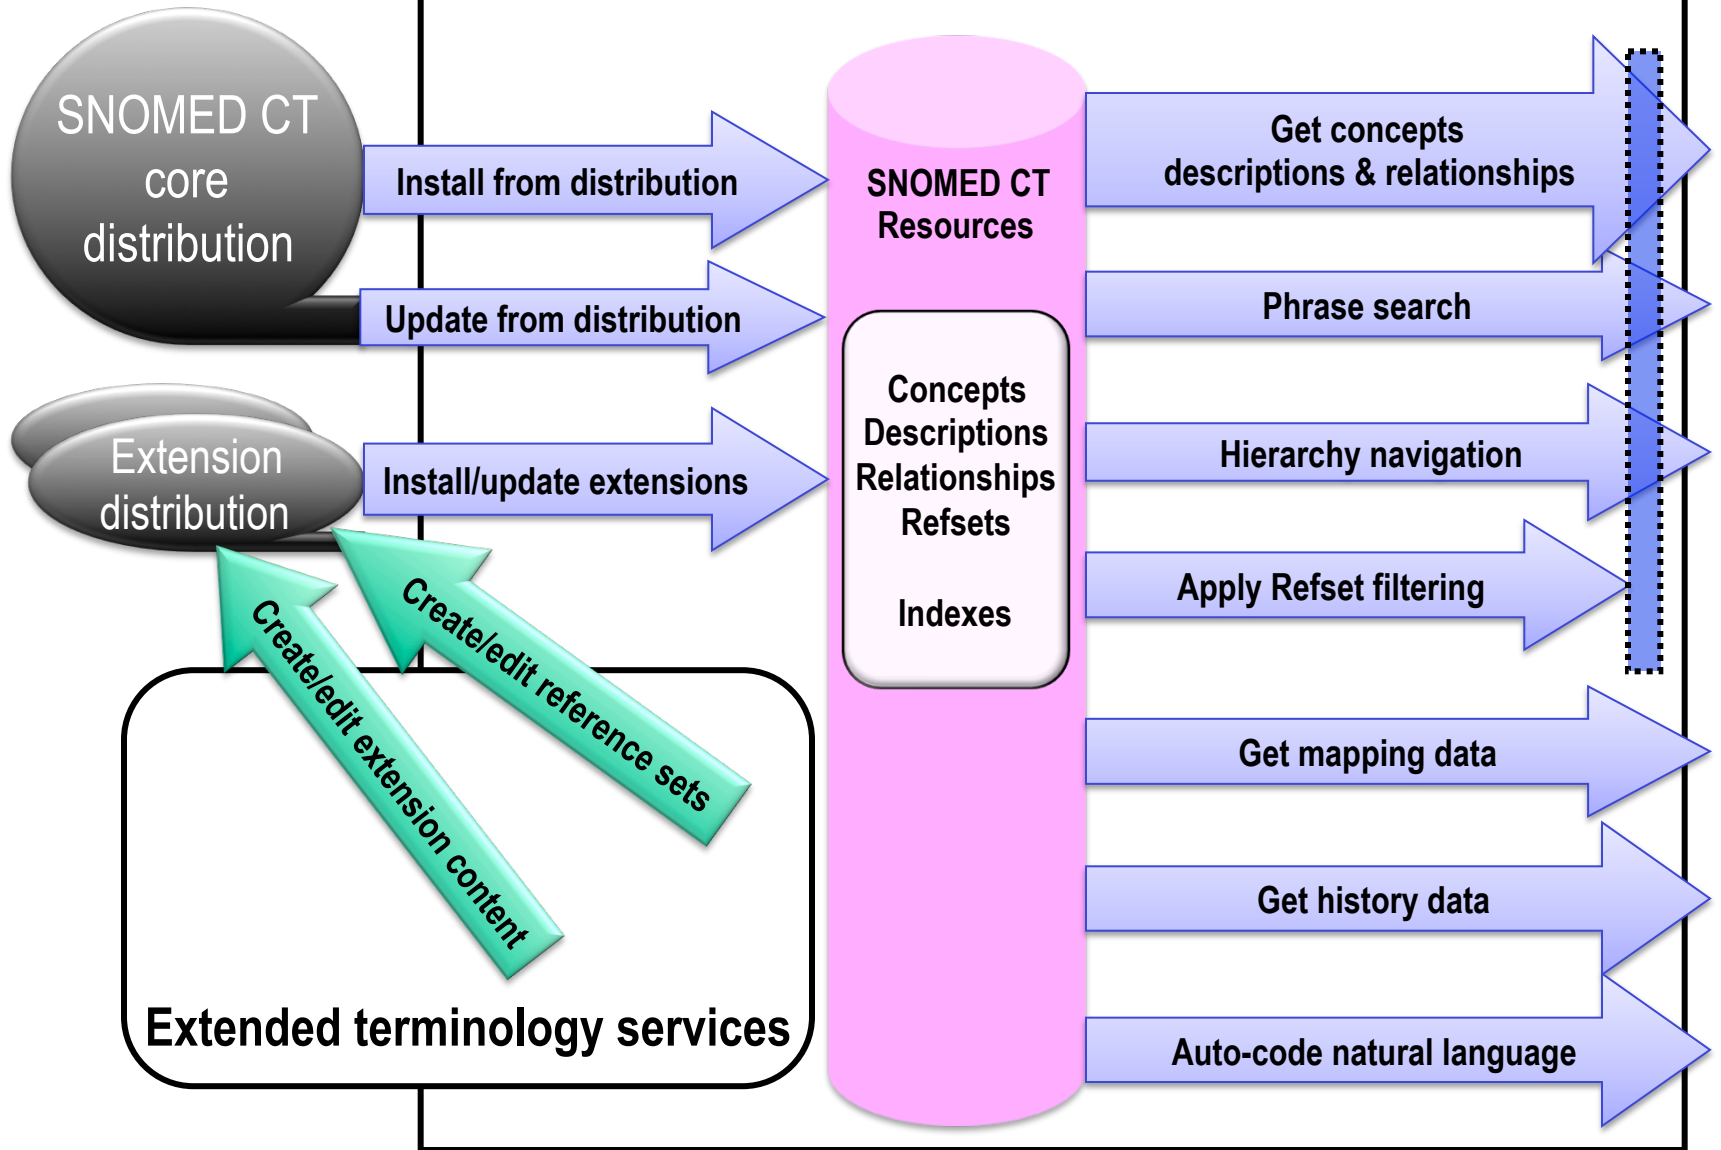 SNOMED CT
core
distribution
Install from distribution
Update from distribution
Extension
distribution
Install/update extensions
Create/edit reference sets
Create/edit extension content
Extended terminology services
SNOMED CT
Resources
Concepts
Descriptions
Relationships
Refsets
Indexes
Get concepts
descriptions & relationships
Phrase search
Hierarchy navigation
Apply Refset filtering
Get mapping data
Get history data
Auto-code natural language